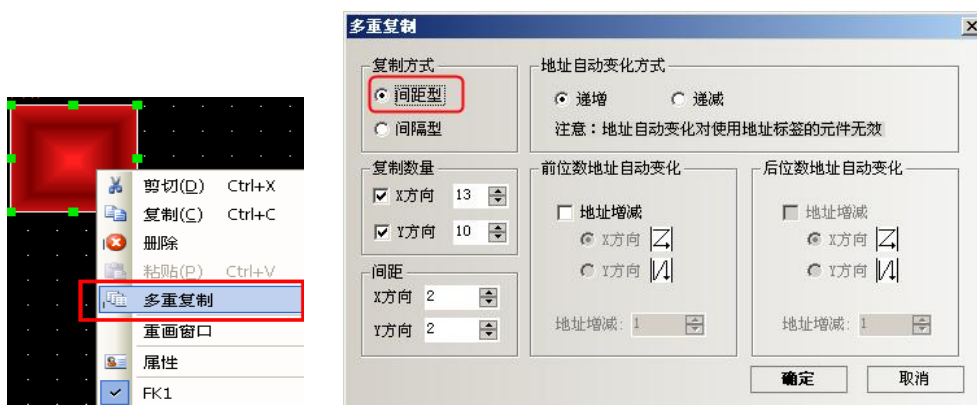 剪切(D) Ctrl+X
复制(C) Ctrl+C
删除
粘贴(P) Ctrl+V
多重复制
重画窗口
属性
FK1
多重复制
复制方式
间距型
间隔型
地址自动变化方式
递增 递减
注意：地址自动变化对使用地址标签的元件无效
复制数量
X方向 13
Y方向 10
间距
X方向 2
Y方向 2
前位数地址自动变化
地址增减
X方向
Y方向
地址增减: 1
后位数地址自动变化
地址增减
X方向
Y方向
地址增减: 1
确定 取消